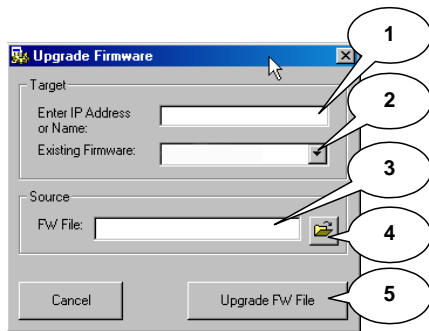 Upgrade Firmware
1
Target
Enter IP Address
or Name:
2
Existing Firmware:
3
Source
FW File:
4
Cancel
Upgrade FW File
5